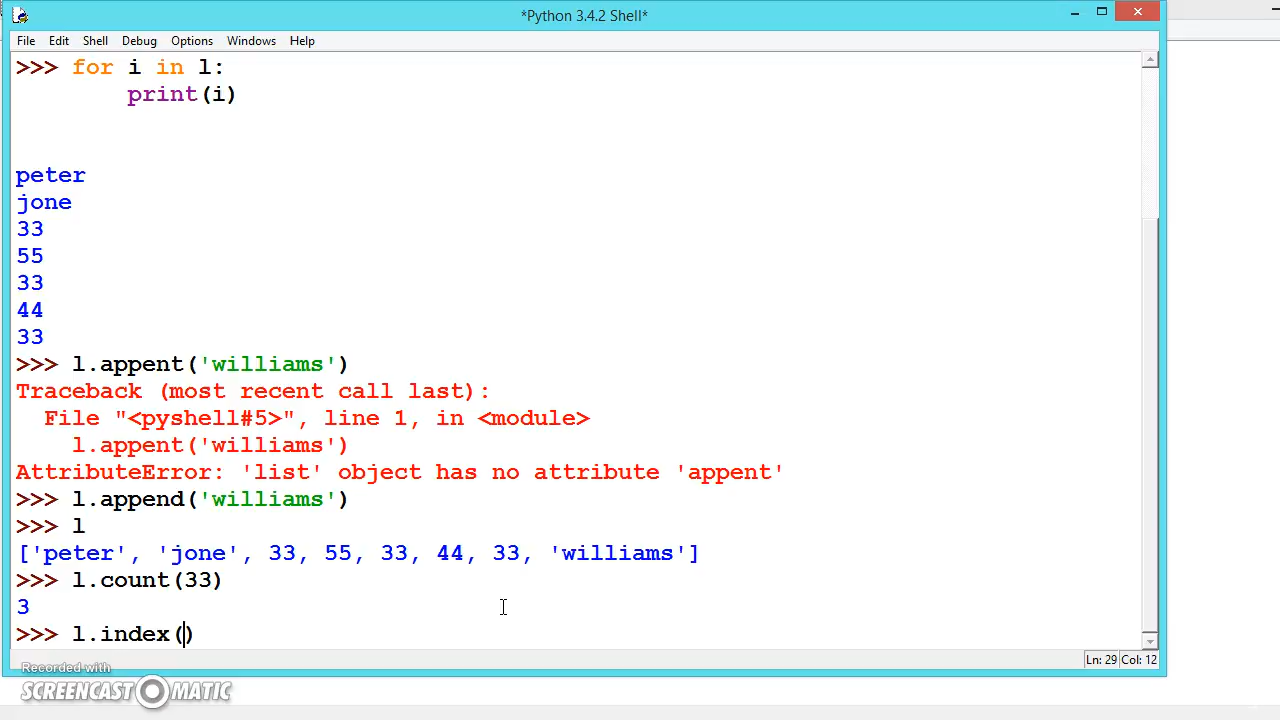 *Python 3.4.2 Shell*
File Edit Shell Debug Options Windows Help
>>> for i in l:
        print(i)
peter
jone
33
55
33
44
33
>>> l.appent('williams')
Traceback (most recent call last):
  File "<pyshell#5>", line 1, in <module>
    l.appent('williams')
AttributeError: 'list' object has no attribute 'appent'
>>> l.append('williams')
>>> l
['peter', 'jone', 33, 55, 33, 44, 33, 'williams']
>>> l.count(33)
3
>>> l.index()
Ln: 29 Col: 12
Recorded with
SCREENCAST MATIC